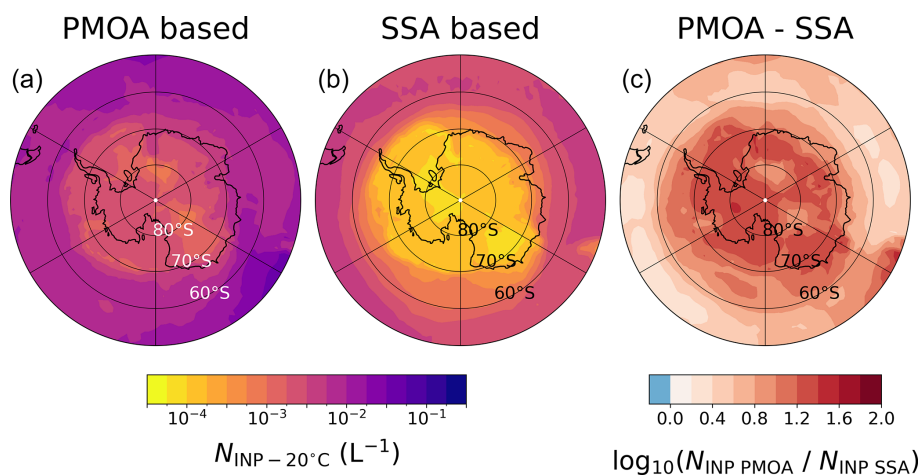 PMOA based SSA based PMOA - SSA
(a) (b) (c)
80°S 80°S 80°S
70°S 70°S 70°S
60°S 60°S 60°S
10⁻⁴ 10⁻³ 10⁻² 10⁻¹ 0.0 0.4 0.8 1.2 1.6 2.0
N_INP − 20°C (L⁻¹) log₁₀(N_INP PMOA / N_INP SSA)